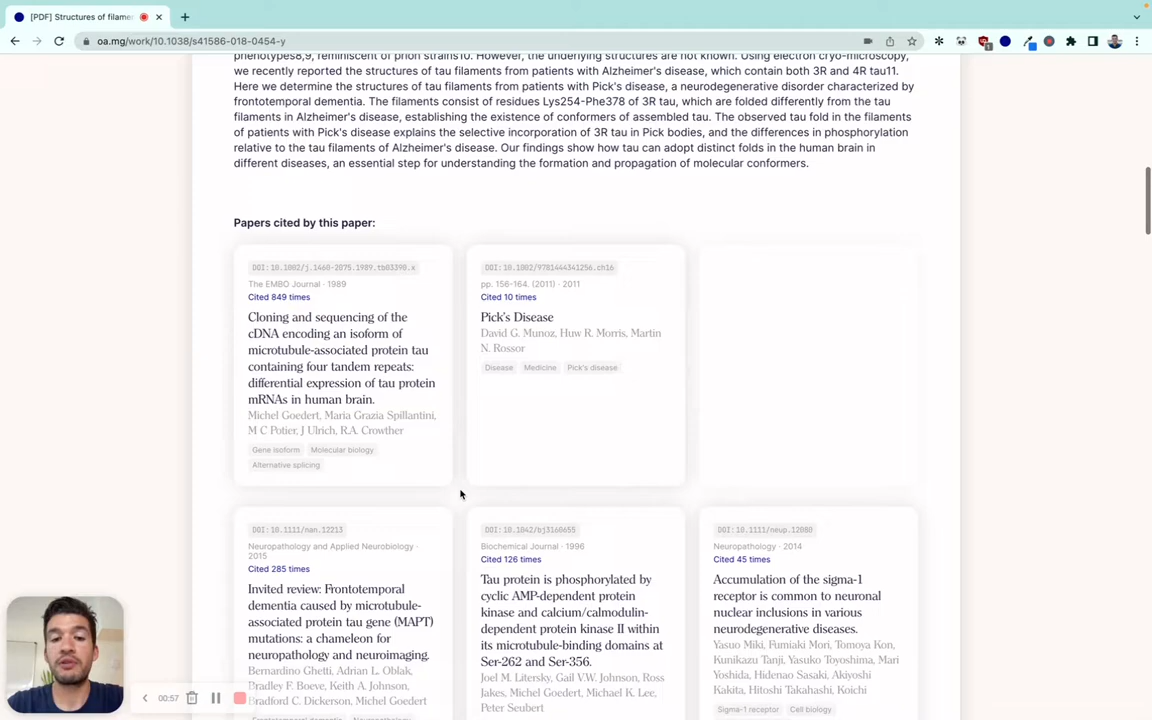 [PDF] Structures of filame
oa.mg/work/10.1038/s41586-018-0454-y
phenotypes8,9, reminiscent of prion strains10. However, the underlying structures are not known. Using electron cryo-microscopy,
we recently reported the structures of tau filaments from patients with Alzheimer's disease, which contain both 3R and 4R tau11.
Here we determine the structures of tau filaments from patients with Pick's disease, a neurodegenerative disorder characterized by
frontotemporal dementia. The filaments consist of residues Lys254-Phe378 of 3R tau, which are folded differently from the tau
filaments in Alzheimer's disease, establishing the existence of conformers of assembled tau. The observed tau fold in the filaments
of patients with Pick's disease explains the selective incorporation of 3R tau in Pick bodies, and the differences in phosphorylation
relative to the tau filaments of Alzheimer's disease. Our findings show how tau can adopt distinct folds in the human brain in
different diseases, an essential step for understanding the formation and propagation of molecular conformers.
Papers cited by this paper:
DOI: 10.1002/j.1460-2075.1989.tb03390.x
The EMBO Journal · 1989
Cited 849 times
Cloning and sequencing of the
cDNA encoding an isoform of
microtubule-associated protein tau
containing four tandem repeats:
differential expression of tau protein
mRNAs in human brain.
Michel Goedert, Maria Grazia Spillantini,
M C Potier, J Ulrich, R.A. Crowther
Gene isoform Molecular biology
Alternative splicing
DOI: 10.1002/9781444341256.ch16
pp. 156-164. (2011) · 2011
Cited 10 times
Pick's Disease
David G. Munoz, Huw R. Morris, Martin
N. Rossor
Disease Medicine Pick's disease
DOI: 10.1111/nan.12213
Neuropathology and Applied Neurobiology ·
2015
Cited 285 times
Invited review: Frontotemporal
dementia caused by microtubule-
associated protein tau gene (MAPT)
mutations: a chameleon for
neuropathology and neuroimaging.
Bernardino Ghetti, Adrian L. Oblak,
Bradley F. Boeve, Keith A. Johnson,
Bradford C. Dickerson, Michel Goedert
Frontotemporal dementia Neuropathology
DOI: 10.1042/bj3160655
Biochemical Journal · 1996
Cited 126 times
Tau protein is phosphorylated by
cyclic AMP-dependent protein
kinase and calcium/calmodulin-
dependent protein kinase II within
its microtubule-binding domains at
Ser-262 and Ser-356.
Joel M. Litersky, Gail V.W. Johnson, Ross
Jakes, Michel Goedert, Michael K. Lee,
Peter Seubert
DOI: 10.1111/neup.12080
Neuropathology · 2014
Cited 45 times
Accumulation of the sigma-1
receptor is common to neuronal
nuclear inclusions in various
neurodegenerative diseases.
Yasuo Miki, Fumiaki Mori, Tomoya Kon,
Kunikazu Tanji, Yasuko Toyoshima, Mari
Yoshida, Hidenao Sasaki, Akiyoshi
Kakita, Hitoshi Takahashi, Koichi
Sigma-1 receptor Cell biology
00:57